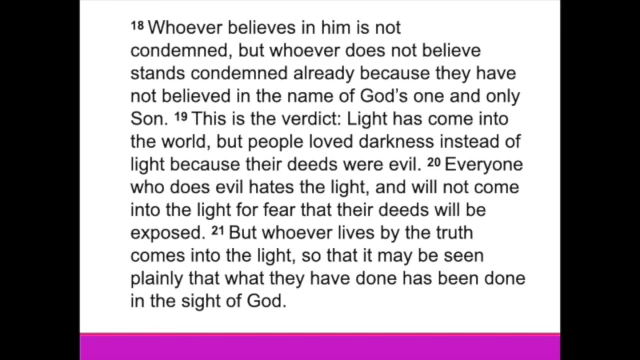 18 Whoever believes in him is not
condemned, but whoever does not believe
stands condemned already because they have
not believed in the name of God’s one and only
Son. 19 This is the verdict: Light has come into
the world, but people loved darkness instead of
light because their deeds were evil. 20 Everyone
who does evil hates the light, and will not come
into the light for fear that their deeds will be
exposed. 21 But whoever lives by the truth
comes into the light, so that it may be seen
plainly that what they have done has been done
in the sight of God.